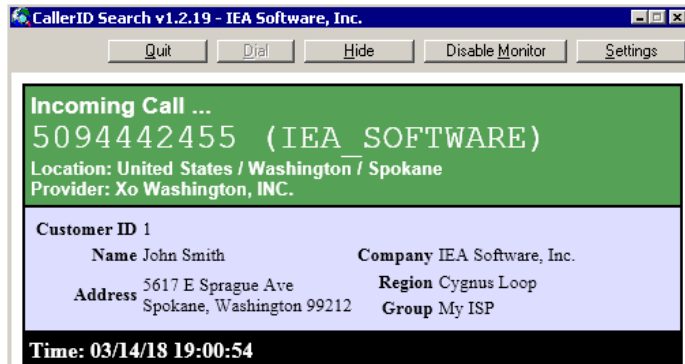 CallerID Search v1.2.19 - IEA Software, Inc.
Quit Dial Hide Disable Monitor Settings
Incoming Call ...
5094442455 (IEA_SOFTWARE)
Location: United States / Washington / Spokane
Provider: Xo Washington, INC.
Customer ID 1
Name John Smith Company IEA Software, Inc.
Address 5617 E Sprague Ave Region Cygnus Loop
Spokane, Washington 99212 Group My ISP
Time: 03/14/18 19:00:54